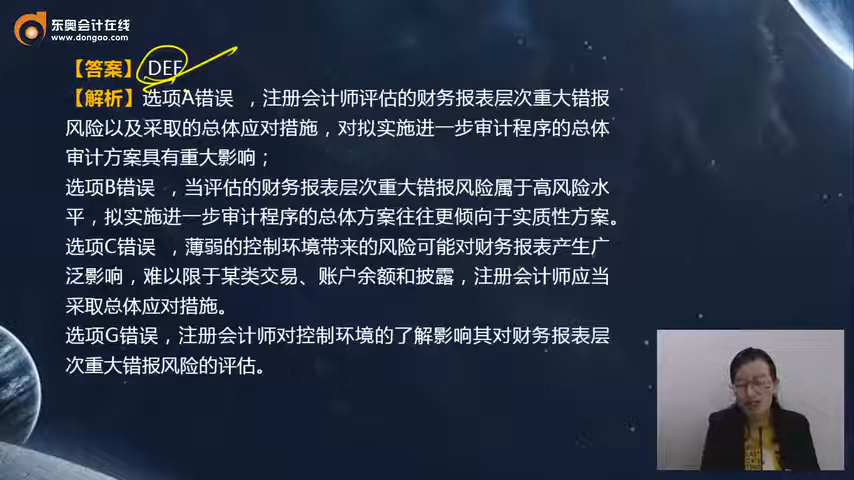 东奥会计在线
www.dongao.com
【答案】DEF
【解析】选项A错误 ，注册会计师评估的财务报表层次重大错报
风险以及采取的总体应对措施，对拟实施进一步审计程序的总体
审计方案具有重大影响；
选项B错误 ，当评估的财务报表层次重大错报风险属于高风险水
平，拟实施进一步审计程序的总体方案往往更倾向于实质性方案。
选项C错误 ，薄弱的控制环境带来的风险可能对财务报表产生广
泛影响，难以限于某类交易、账户余额和披露，注册会计师应当
采取总体应对措施。
选项G错误，注册会计师对控制环境的了解影响其对财务报表层
次重大错报风险的评估。